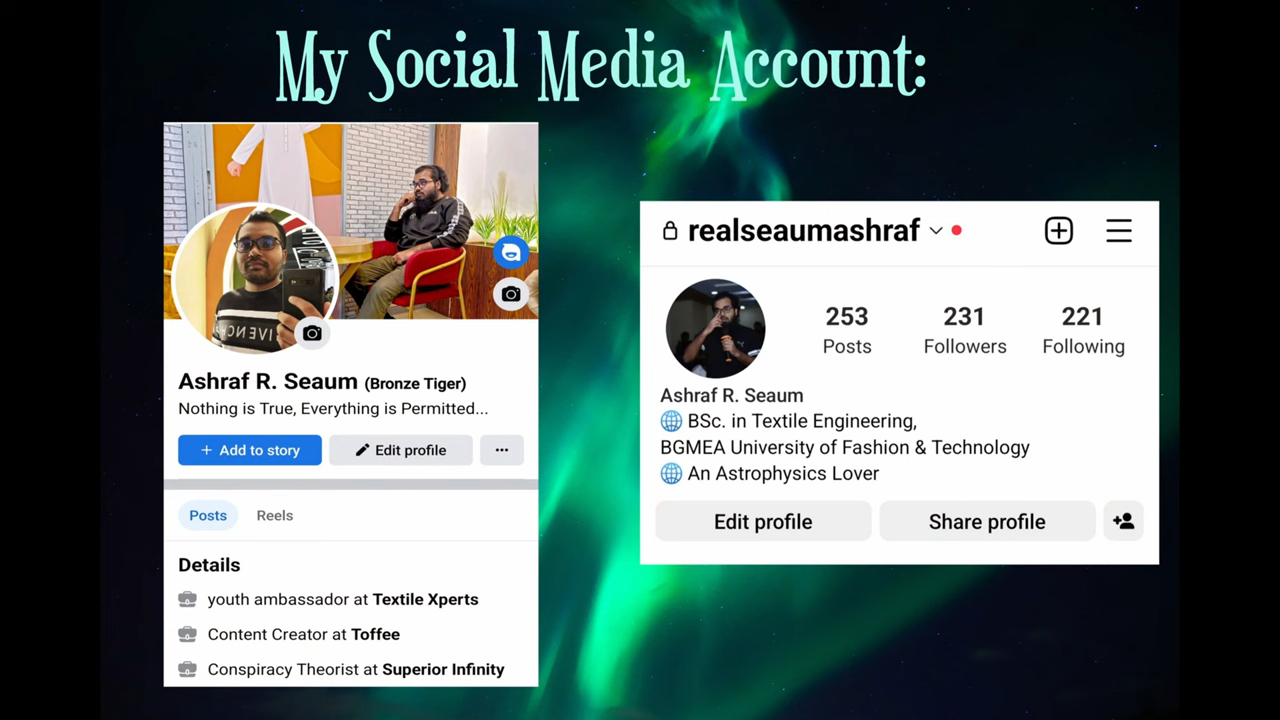 My Social Media Account:
Ashraf R. Seaum (Bronze Tiger)
Nothing is True, Everything is Permitted...
+ Add to story
Edit profile
...
Posts
Reels
Details
youth ambassador at Textile Xperts
Content Creator at Toffee
Conspiracy Theorist at Superior Infinity
realseaumashraf
253
231
221
Posts
Followers
Following
Ashraf R. Seaum
BSc. in Textile Engineering,
BGMEA University of Fashion & Technology
An Astrophysics Lover
Edit profile
Share profile